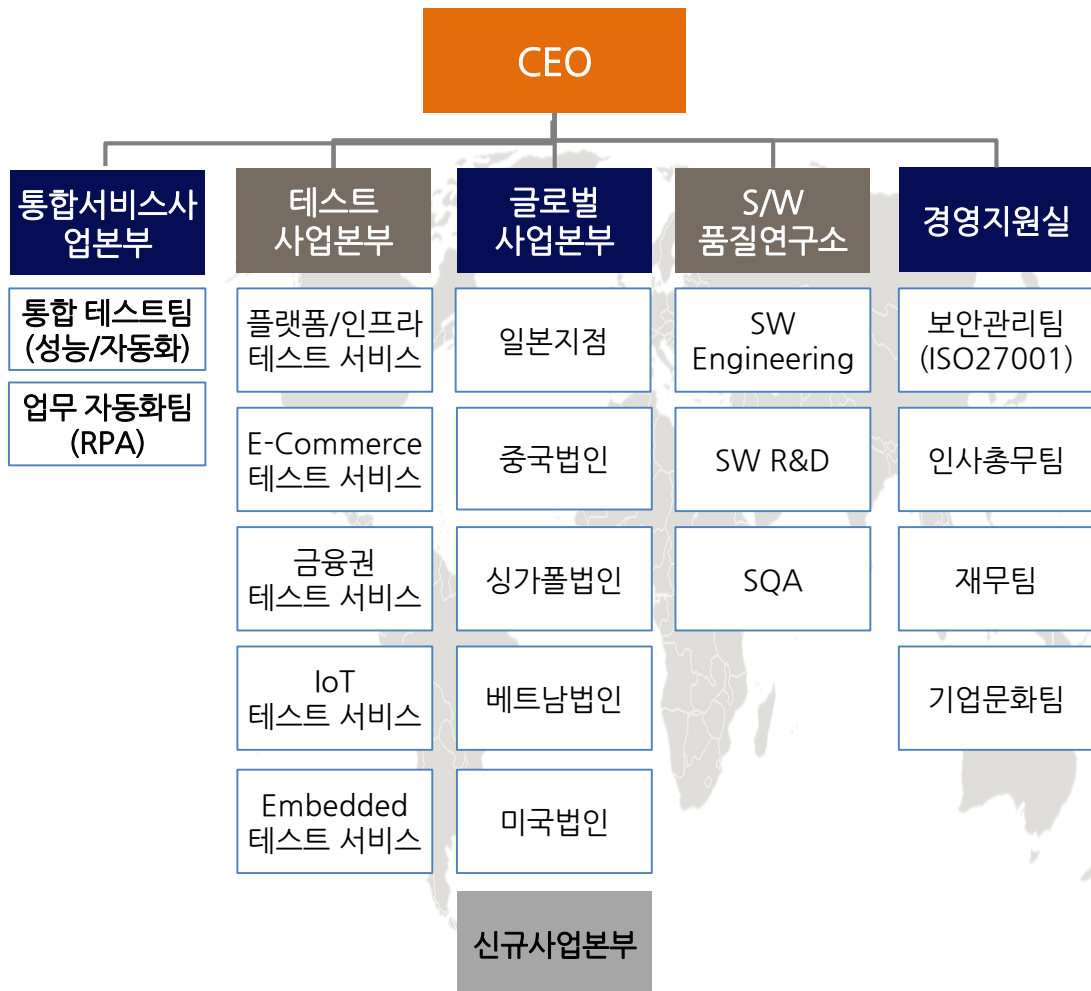 CEO
통합서비스사
업본부
통합 테스트팀
(성능/자동화)
업무 자동화팀
(RPA)
테스트
사업본부
플랫폼/인프라
테스트 서비스
E-Commerce
테스트 서비스
금융권
테스트 서비스
IoT
테스트 서비스
Embedded
테스트 서비스
글로벌
사업본부
일본지점
중국법인
싱가폴법인
베트남법인
미국법인
신규사업본부
S/W
품질연구소
SW
Engineering
SW R&D
SQA
경영지원실
보안관리팀
(ISO27001)
인사총무팀
재무팀
기업문화팀